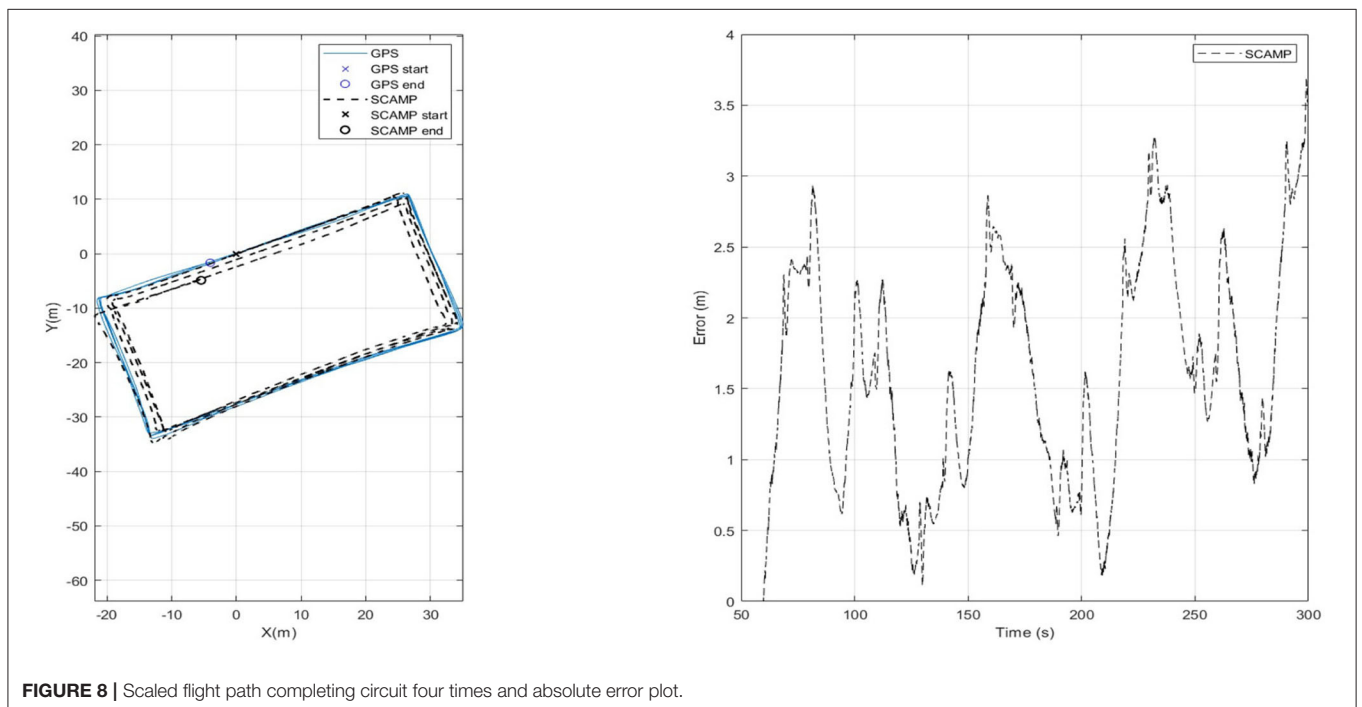 40
30
20
10
0
-10
-20
-30
-40
-50
-60
Y(m)
-20 -10 0 10 20 30
X(m)
GPS
GPS start
GPS end
SCAMP
SCAMP start
SCAMP end
4
3.5
3
2.5
2
1.5
1
0.5
0
Error (m)
50 100 150 200 250 300
Time (s)
SCAMP
FIGURE 8 | Scaled flight path completing circuit four times and absolute error plot.